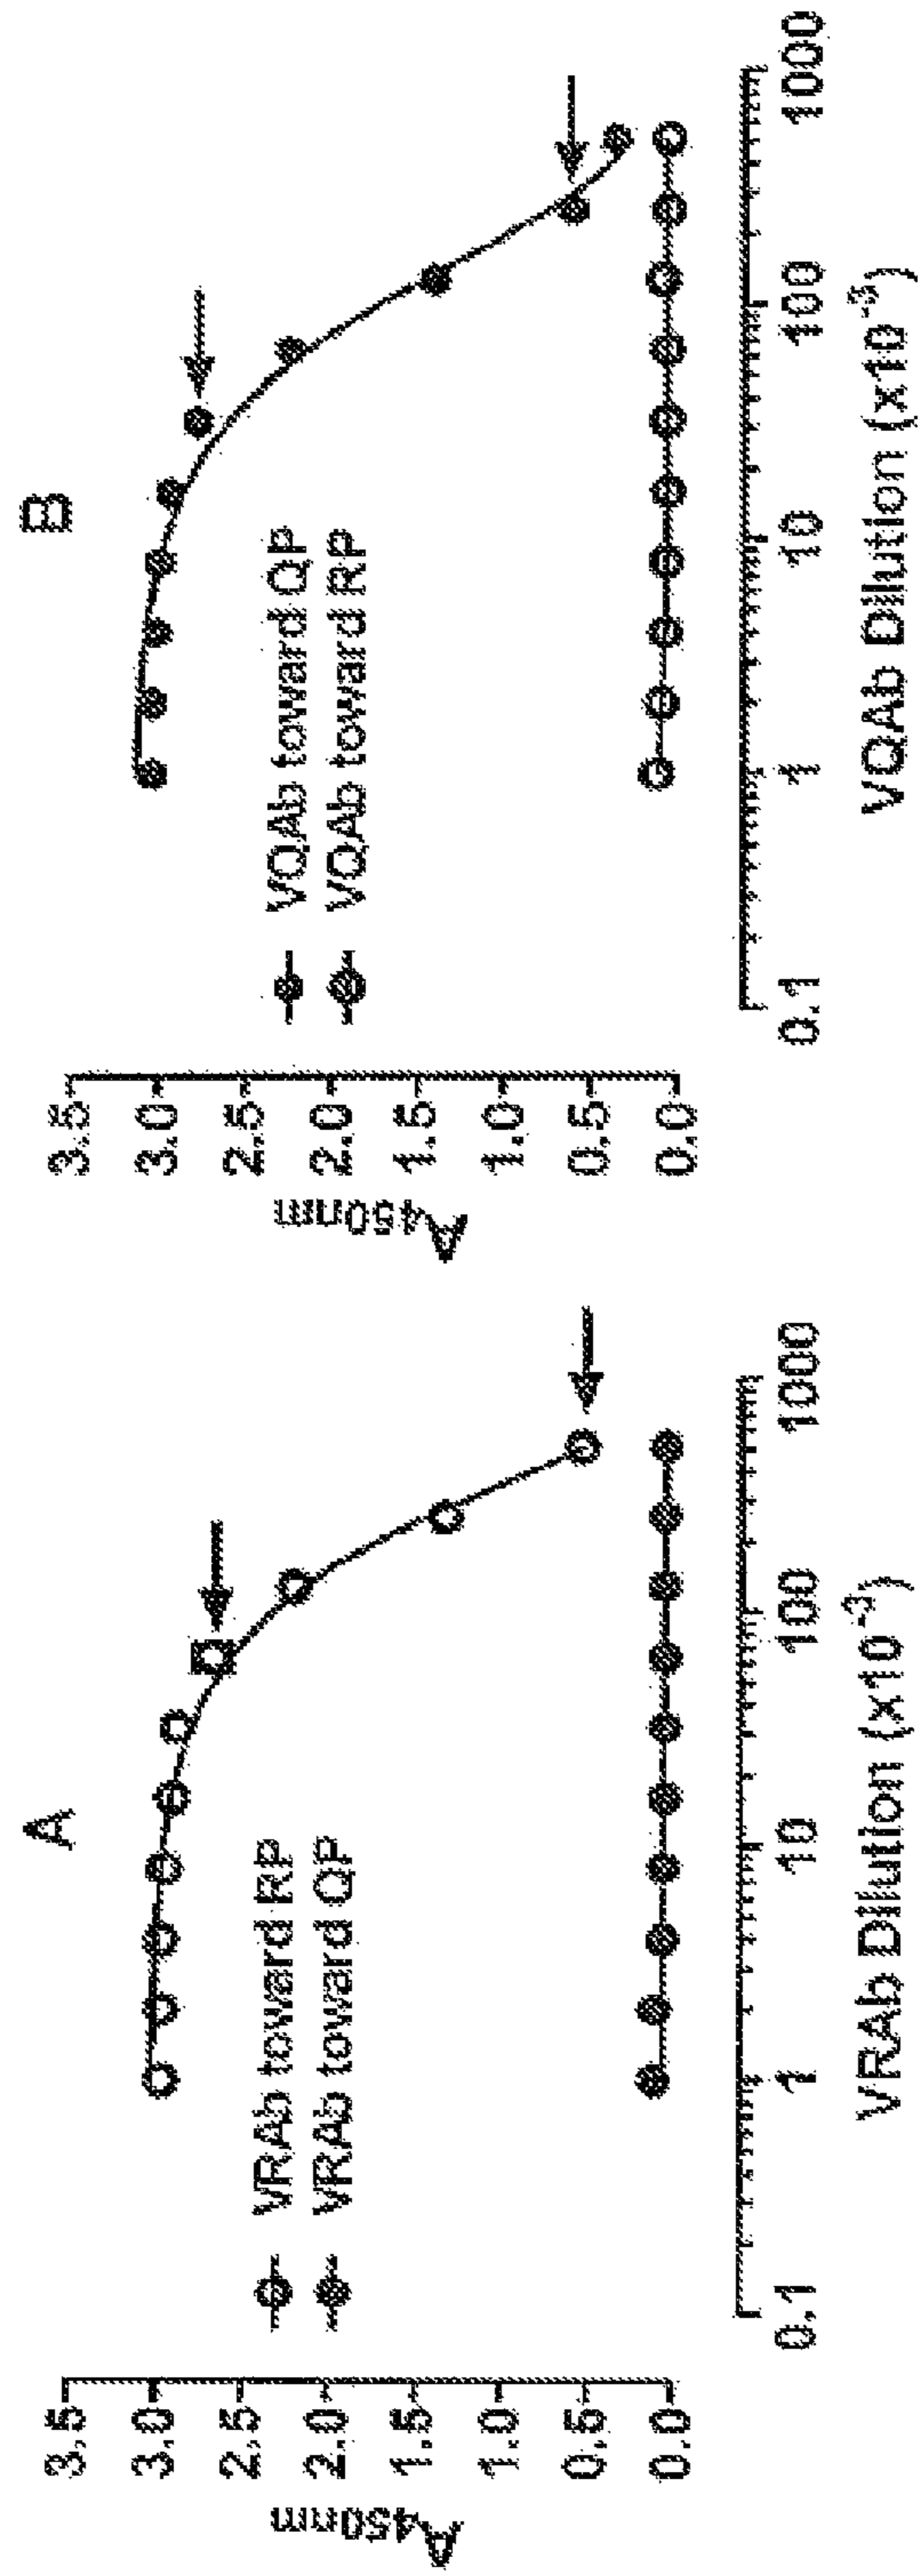 A
A450nm
3.5
3.0
2.5
2.0
1.5
1.0
0.5
0.0
VRAb toward RP
VRAb toward QP
0.1
1
10
100
1000
VRAb Dilution (x10⁻³)
B
A450nm
3.5
3.0
2.5
2.0
1.5
1.0
0.5
0.0
VQAb toward QP
VQAb toward RP
0.1
1
10
100
1000
VQAb Dilution (x10⁻³)